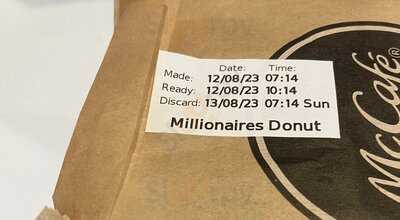 Date: Time:
Made: 12/08/23 07:14
Ready: 12/08/23 10:14
Discard: 13/08/23 07:14 Sun
Millionaires Donut
McCafé®